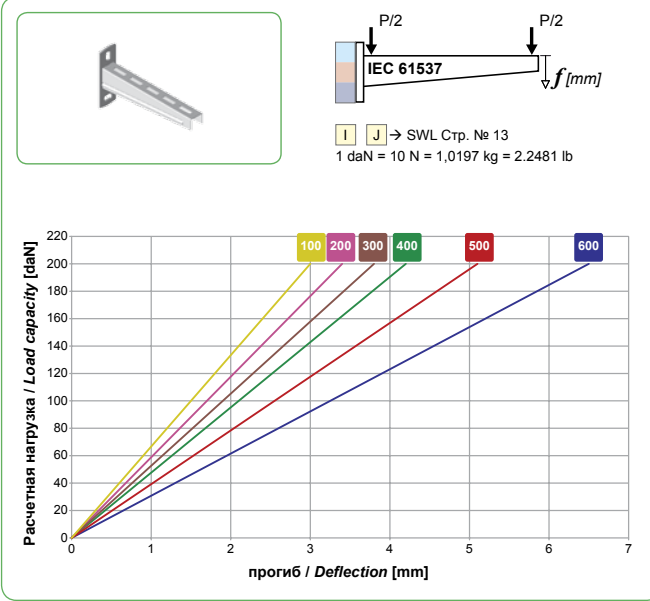 P/2 P/2
IEC 61537
f [mm]
I J → SWL Стр. № 13
1 daN = 10 N = 1,0197 kg = 2.2481 lb
Расчетная нагрузка / Load capacity [daN]
220
200
180
160
140
120
100
80
60
40
20
0
100 200 300 400 500 600
0 1 2 3 4 5 6 7
прогиб / Deflection [mm]